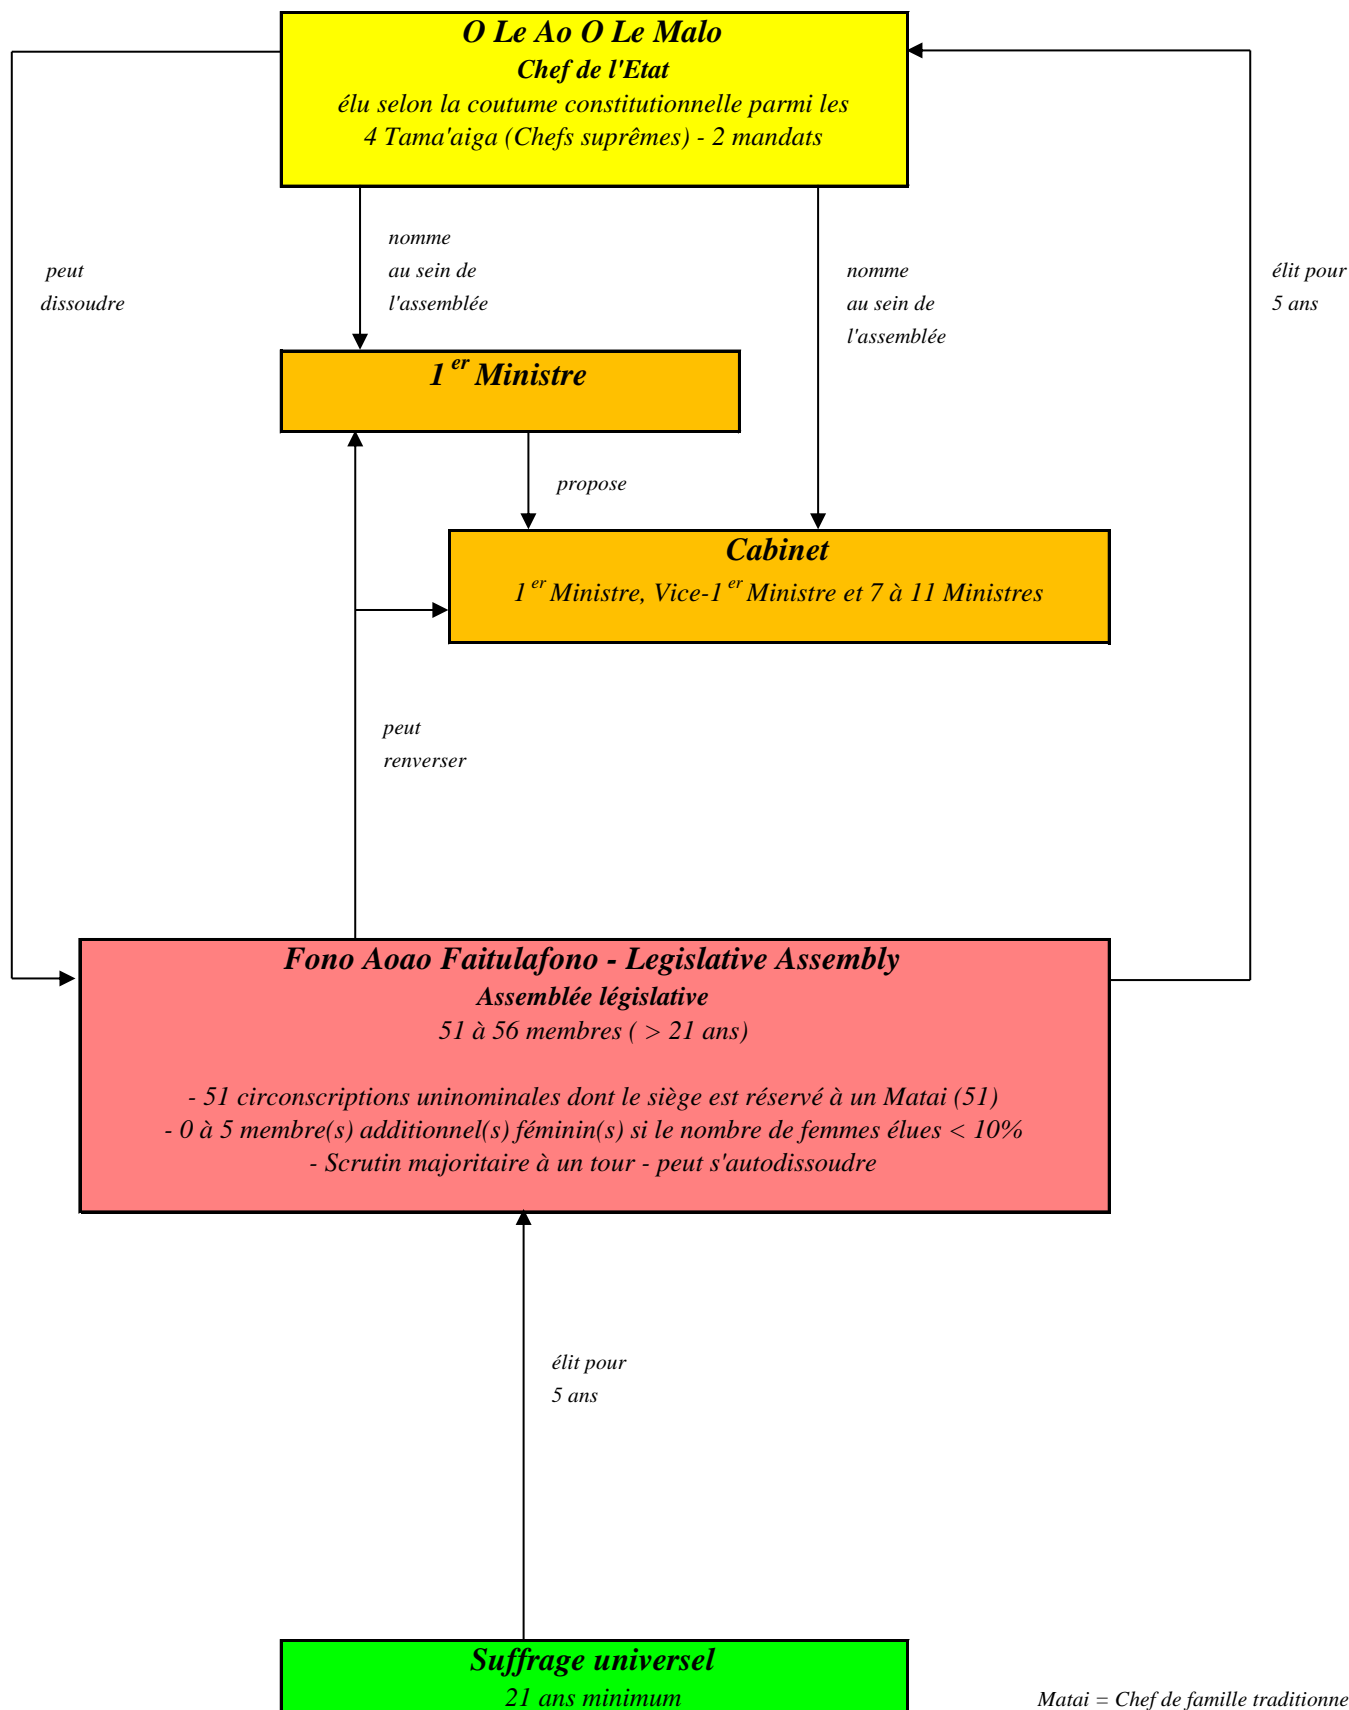 O Le Ao O Le Malo
Chef de l'Etat
élu selon la coutume constitutionnelle parmi les
4 Tama'aiga (Chefs suprêmes) - 2 mandats
peut
dissoudre
nomme
au sein de
l'assemblée
nomme
au sein de
l'assemblée
élit pour
5 ans
1er Ministre
propose
Cabinet
1er Ministre, Vice-1er Ministre et 7 à 11 Ministres
peut
renverser
Fono Aoao Faitulafono - Legislative Assembly
Assemblée législative
51 à 56 membres ( > 21 ans)
- 51 circonscriptions uninominales dont le siège est réservé à un Matai (51)
- 0 à 5 membre(s) additionnel(s) féminin(s) si le nombre de femmes élues < 10%
- Scrutin majoritaire à un tour - peut s'autodissoudre
élit pour
5 ans
Suffrage universel
21 ans minimum
Matai = Chef de famille traditionne